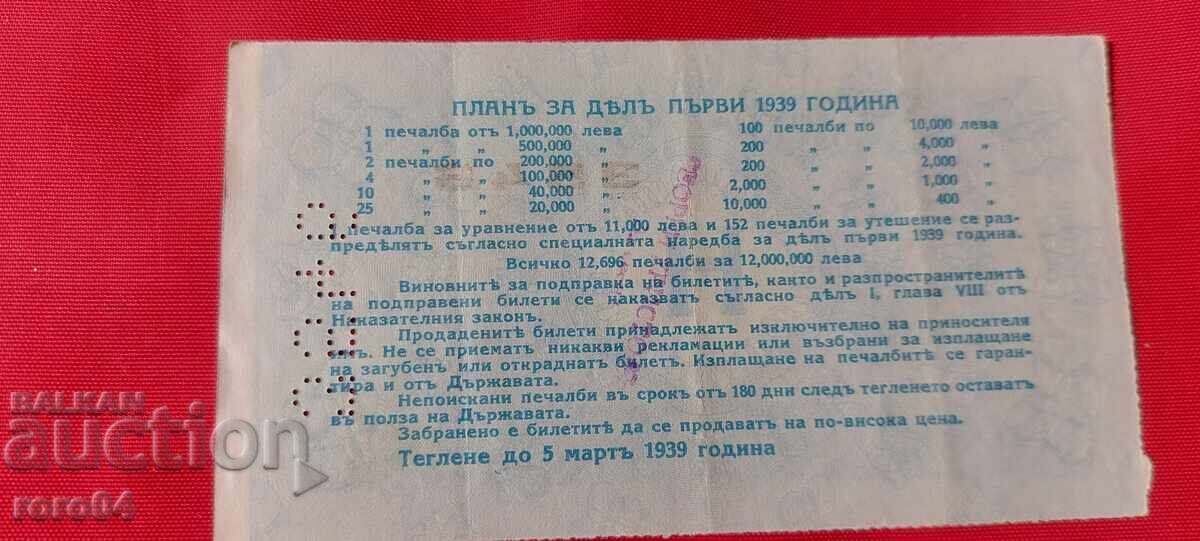 ПЛАНЪ ЗА ДѢЛЪ ПЪРВИ 1939 ГОДИНА
1 печалба отъ 1,000,000 лева 100 печалби по 10,000 лева
1 „ „ 500,000 „ 200 „ „ 4,000 „
2 печалби по 200,000 „ 200 „ „ 2,000 „
4 „ „ 100,000 „ 2,000 „ „ 1,000 „
10 „ „ 40,000 „ 10,000 „ „ 400 „
25 „ „ 20,000 „
1 печалба за уравнение отъ 11,000 лева и 152 печалби за утешение се раз-
предѣлятъ съгласно специалната наредба за дѣлъ първи 1939 година.
Всичко 12,696 печалби за 12,000,000 лева
Виновнитѣ за подправка на билетитѣ, както и разпространителитѣ
на подправени билети се наказватъ съгласно дѣлъ I, глава VIII отъ
Наказателния законъ.
Продаденитѣ билети принадлежатъ изключително на приносителя
имъ. Не се приематъ никакви рекламации или възбрани за изплащане
на загубенъ или откраднатъ билетъ. Изплащане на печалбитѣ се гаран-
тира и отъ Държавата.
Непоискани печалби въ срокъ отъ 180 дни следъ тегленето оставатъ
въ полза на Държавата.
Забранено е билетитѣ да се продаватъ на по-висока цена.
Теглене до 5 мартъ 1939 година
BALKAN
auction
roro84